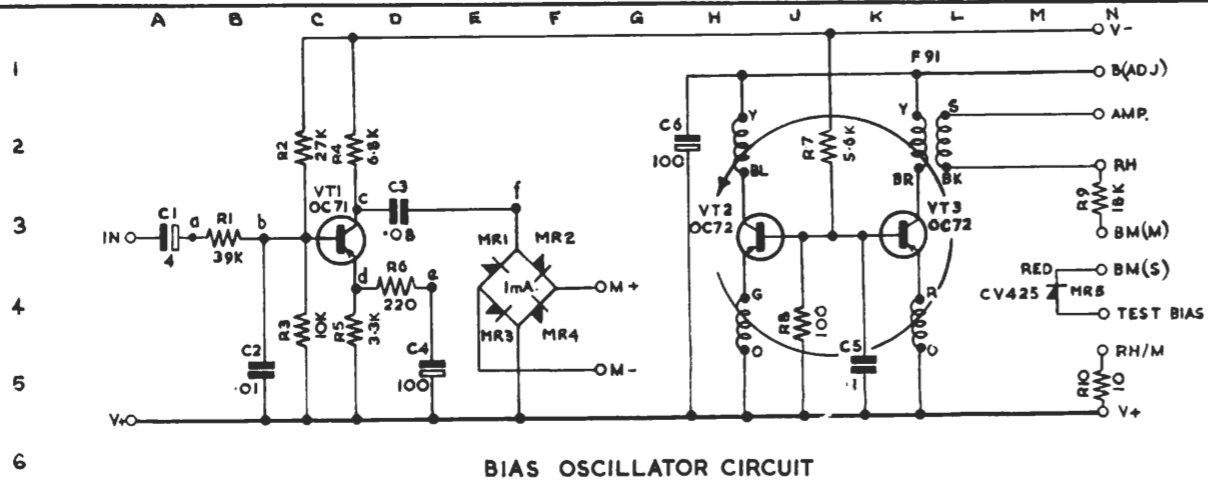 A B C D E F G H J K L M N
V-
1
F 91
B(ADJ)
AMP.
2
R2
27K
R4
6.8K
C6
100
Y
R7
5.6K
Y
S
RH
BL
BR
BK
3
VT1
OC71
c
C3
.08
f
VT2
OC72
VT3
OC72
R9
18K
IN
C1
4
a
R1
39K
b
BM(M)
MR1
MR2
d
R6
220
e
1mA.
M+
G
R
RED
BM(S)
CV425
MR5
4
R3
10K
R5
3.3K
MR3
MR4
R8
100
TEST BIAS
C2
.01
C4
100
M-
O
C5
.1
O
RH/M
5
R10
10
V+
V+
6
BIAS OSCILLATOR CIRCUIT